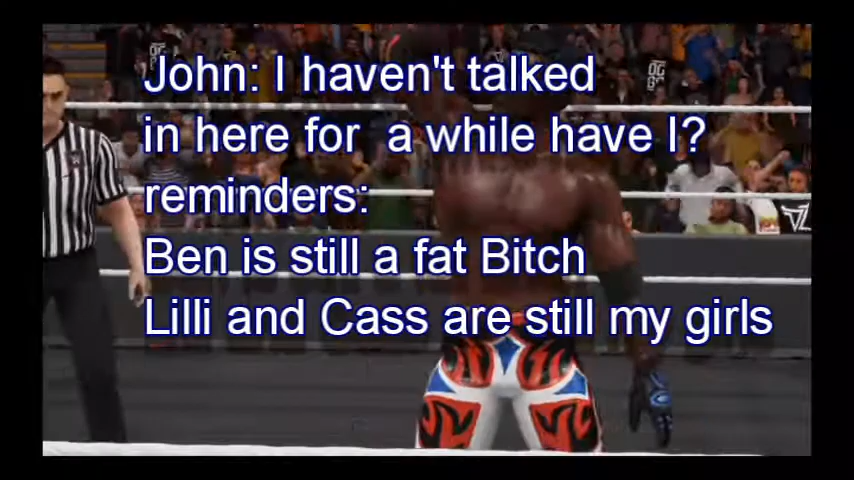 John: I haven't talked
in here for  a while have I?
reminders:
Ben is still a fat Bitch
Lilli and Cass are still my girls